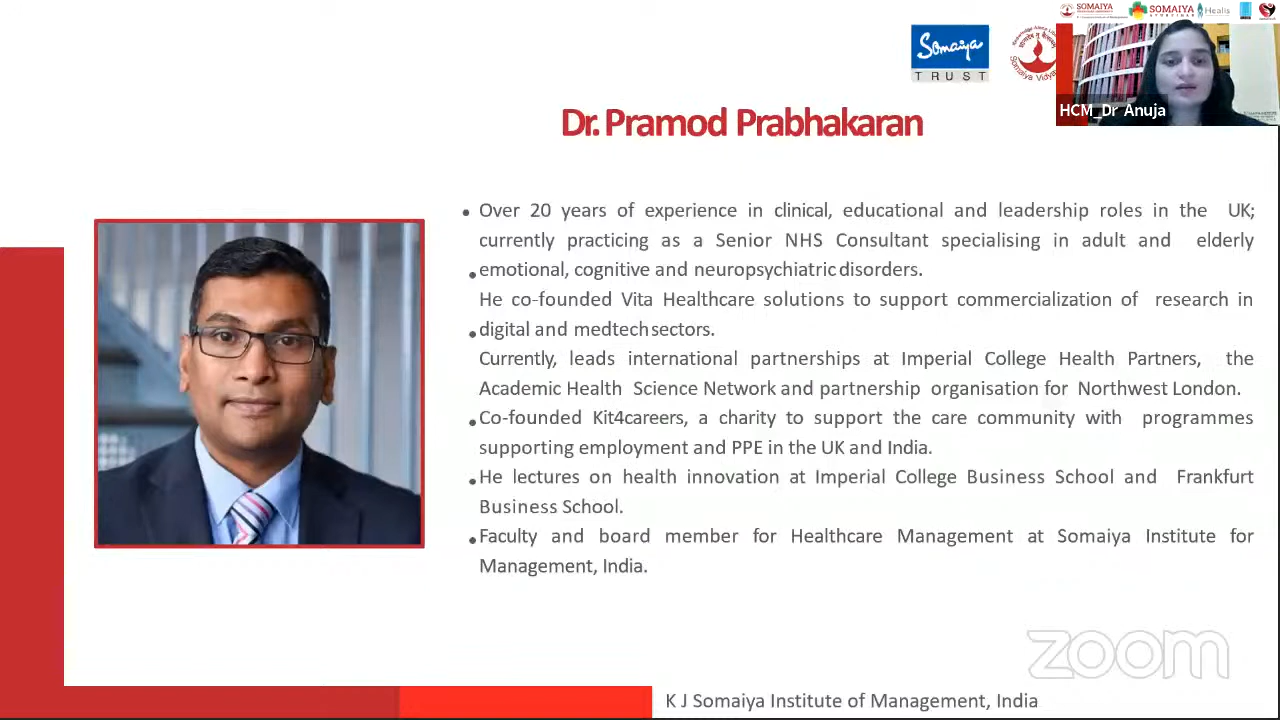 SOMAIYA
SOMAIYA
Healis
Somaiya
TRUST
Somaiya Vidya
HCM_Dr Anuja
Dr. Pramod Prabhakaran
• Over 20 years of experience in clinical, educational and leadership roles in the UK;
currently practicing as a Senior NHS Consultant specialising in adult and elderly
• emotional, cognitive and neuropsychiatric disorders.
He co-founded Vita Healthcare solutions to support commercialization of research in
• digital and medtech sectors.
Currently, leads international partnerships at Imperial College Health Partners, the
Academic Health Science Network and partnership organisation for Northwest London.
• Co-founded Kit4careers, a charity to support the care community with programmes
supporting employment and PPE in the UK and India.
• He lectures on health innovation at Imperial College Business School and Frankfurt
Business School.
• Faculty and board member for Healthcare Management at Somaiya Institute for
Management, India.
zoom
K J Somaiya Institute of Management, India